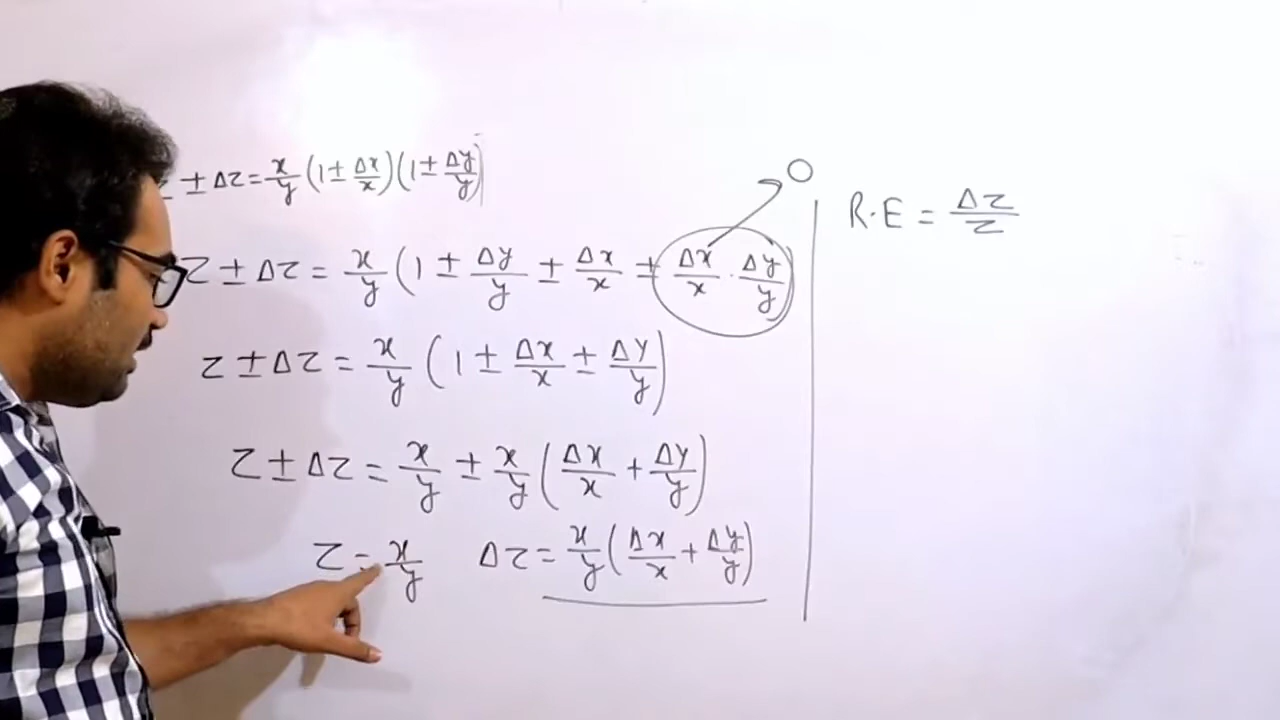 ± Δz = x/y (1 ± Δx/x)(1 ± Δy/y)
z ± Δz = x/y (1 ± Δy/y ± Δx/x ± Δx/x · Δy/y)
0
z ± Δz = x/y (1 ± Δx/x ± Δy/y)
z ± Δz = x/y ± x/y (Δx/x + Δy/y)
z = x/y Δz = x/y (Δx/x + Δy/y)
R.E = Δz/z